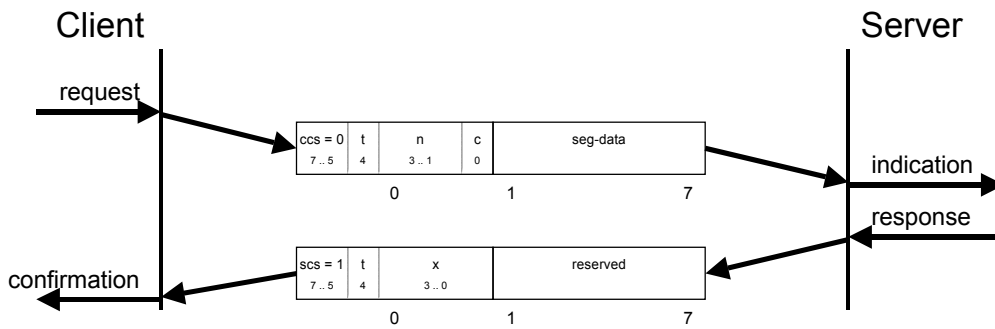 Client Server
request
ccs = 0 t n c seg-data
7 .. 5 4 3 .. 1 0
indication
0 1 7
response
scs = 1 t x reserved
confirmation
7 .. 5 4 3 .. 0
0 1 7